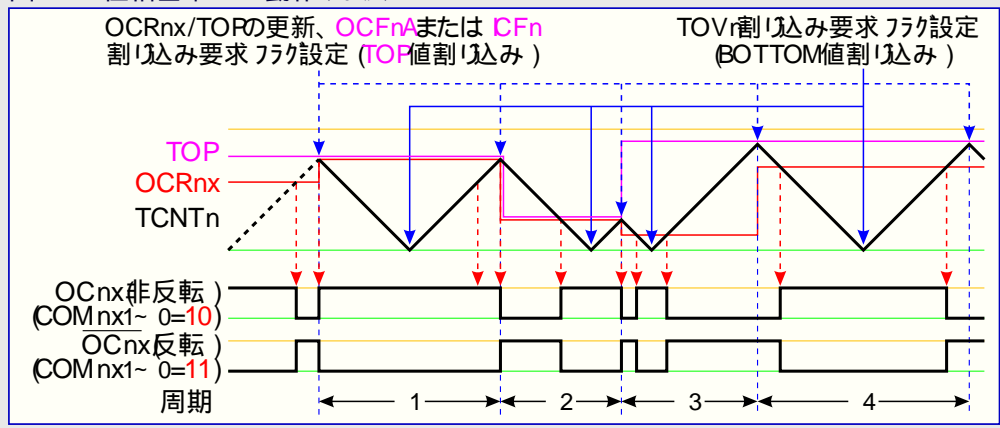 OCRnx/TOPの更新、OCFnAまたはICFn
割り込み要求フラグ設定 (TOP値割り込み)
TOVn割り込み要求フラグ設定
(BOTTOM値割り込み)
TOP
OCRnx
TCNTn
OCnx(非反転)
(COMnx1~0=10)
OCnx(反転)
(COMnx1~0=11)
周期
1
2
3
4